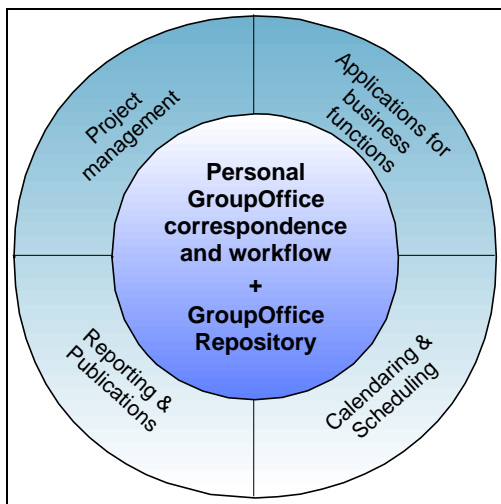 Project
management
Applications for
business
functions
Personal
GroupOffice
correspondence
and workflow
+
GroupOffice
Repository
Reporting &
Publications
Calendaring &
Scheduling